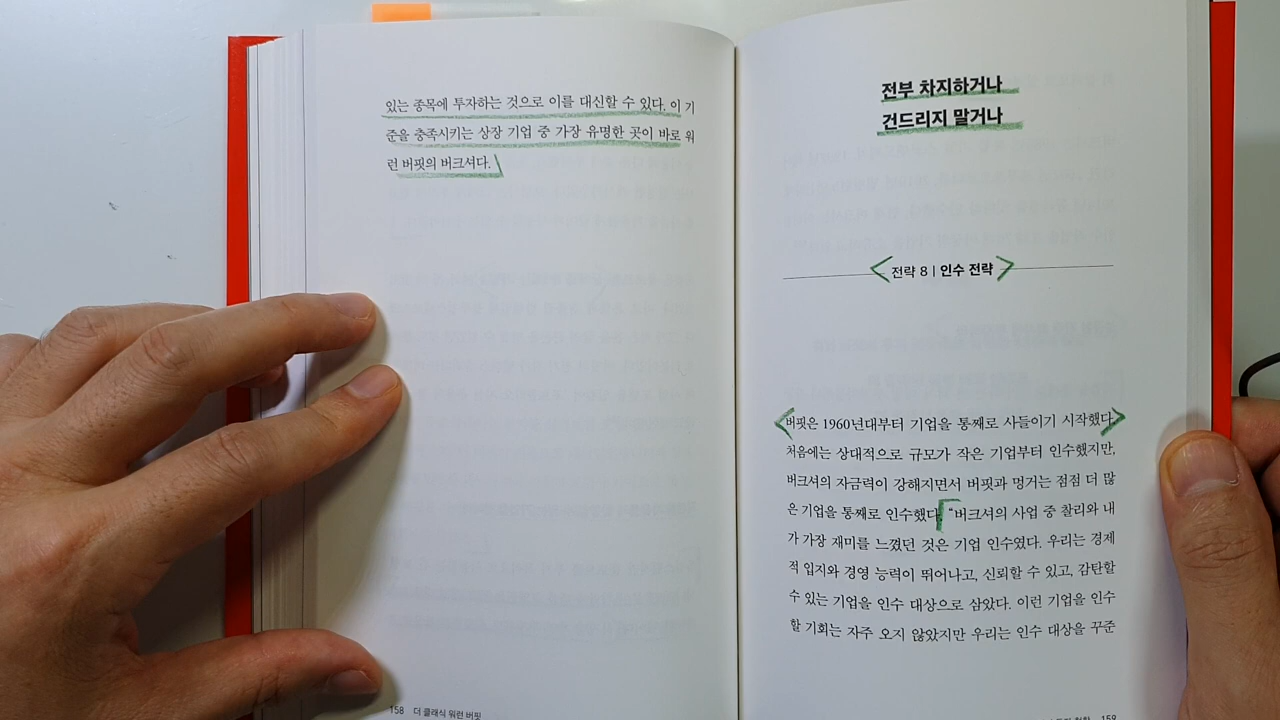 있는 종목에 투자하는 것으로 이를 대신할 수 있다. 이 기
준을 충족시키는 상장 기업 중 가장 유명한 곳이 바로 워
런 버핏의 버크셔다.
158 더 클래식 워런 버핏
전부 차지하거나
건드리지 말거나
전략 8 | 인수 전략
버핏은 1960년대부터 기업을 통째로 사들이기 시작했다.
처음에는 상대적으로 규모가 작은 기업부터 인수했지만,
버크셔의 자금력이 강해지면서 버핏과 멍거는 점점 더 많
은 기업을 통째로 인수했다. “버크셔의 사업 중 찰리와 내
가 가장 재미를 느꼈던 것은 기업 인수였다. 우리는 경제
적 입지와 경영 능력이 뛰어나고, 신뢰할 수 있고, 감탄할
수 있는 기업을 인수 대상으로 삼았다. 이런 기업을 인수
할 기회는 자주 오지 않았지만 우리는 인수 대상을 꾸준
159